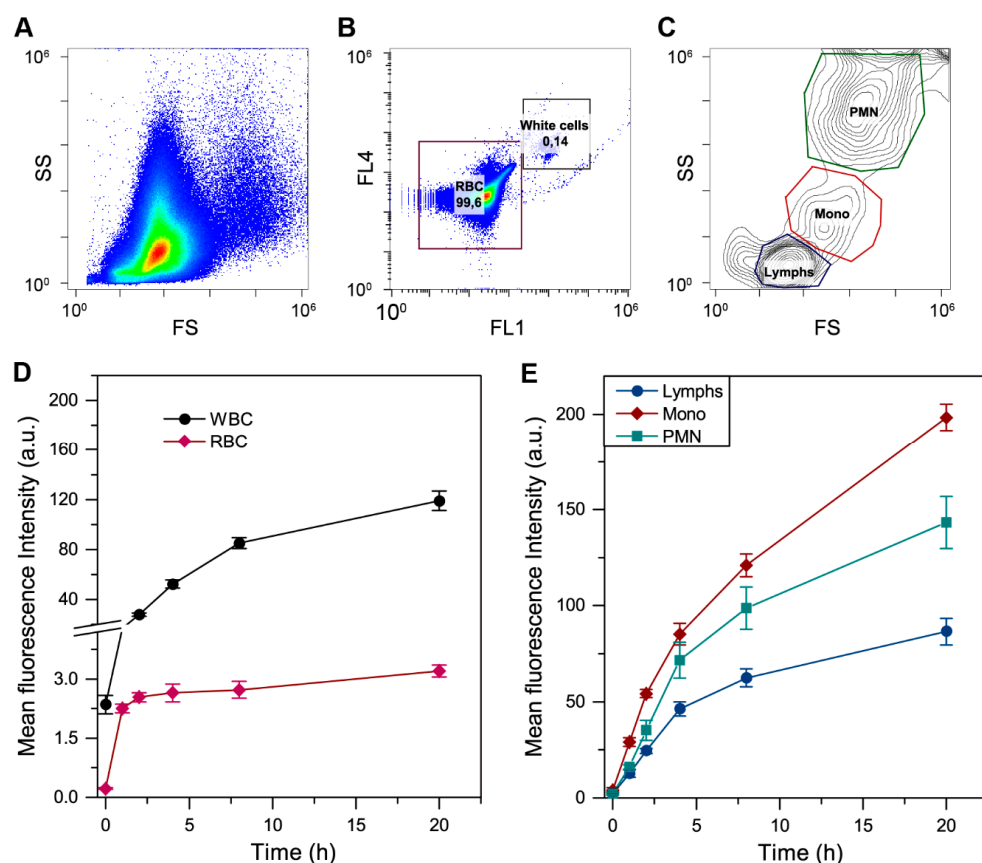 A
10⁶
SS
10⁰
10⁰
10⁶
FS
B
10⁶
FL4
10⁰
White cells
0,14
RBC
99,6
10⁰
10⁶
FL1
C
10⁶
SS
10⁰
PMN
Mono
Lymphs
10⁰
10⁶
FS
D
Mean fluorescence Intensity (a.u.)
200
160
120
80
40
3.0
1.5
0.0
WBC
RBC
0 5 10 15 20
Time (h)
E
Mean fluorescence Intensity (a.u.)
200
150
100
50
0
Lymphs
Mono
PMN
0 5 10 15 20
Time (h)